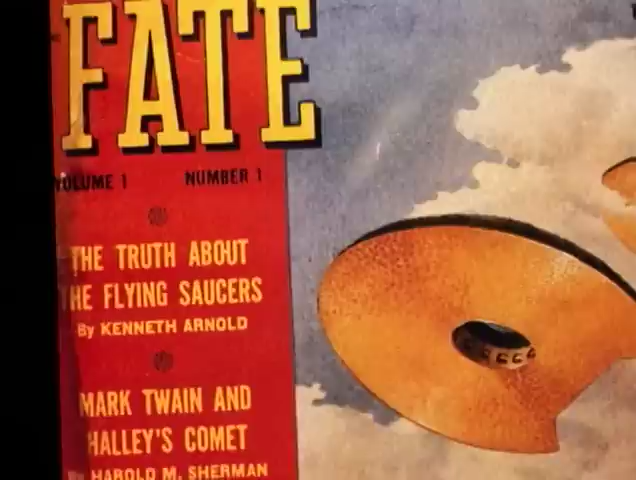 FATE
VOLUME 1 NUMBER 1
THE TRUTH ABOUT
THE FLYING SAUCERS
By KENNETH ARNOLD
MARK TWAIN AND
HALLEY'S COMET
By HAROLD M. SHERMAN